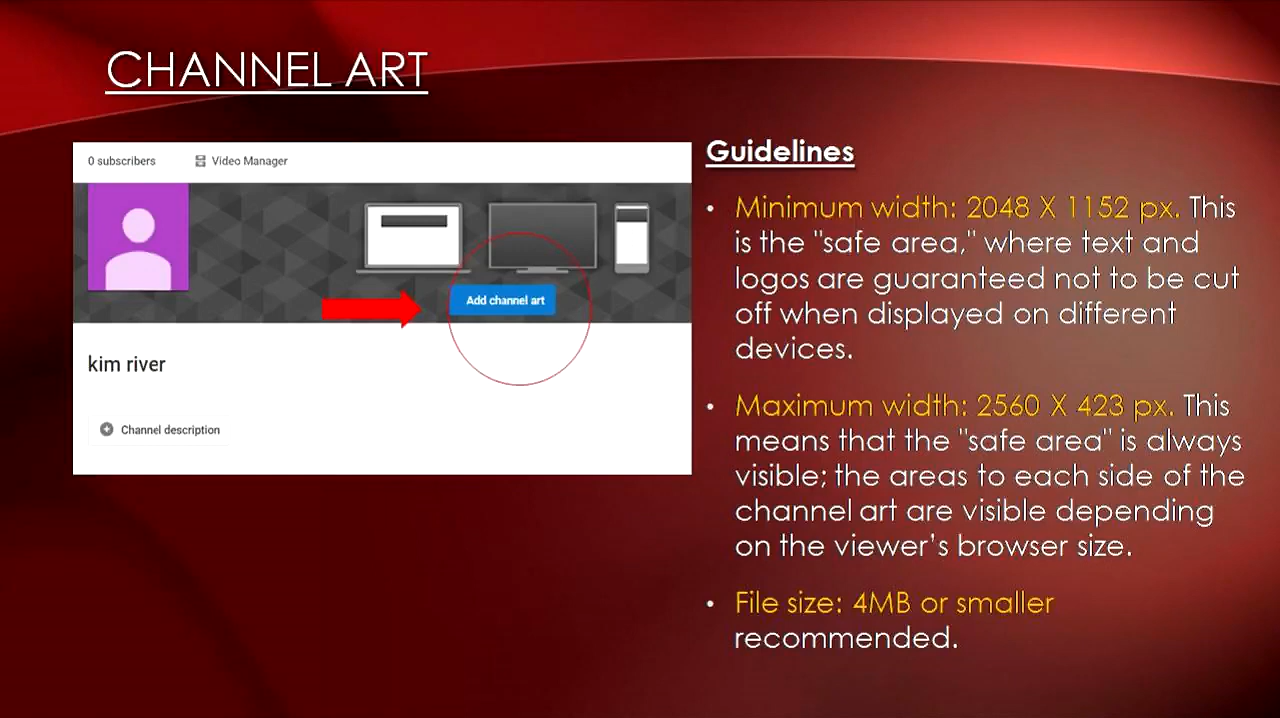 CHANNEL ART
0 subscribers
Video Manager
Add channel art
kim river
Channel description
Guidelines
• Minimum width: 2048 X 1152 px. This
is the "safe area," where text and
logos are guaranteed not to be cut
off when displayed on different
devices.
• Maximum width: 2560 X 423 px. This
means that the "safe area" is always
visible; the areas to each side of the
channel art are visible depending
on the viewer’s browser size.
• File size: 4MB or smaller
recommended.